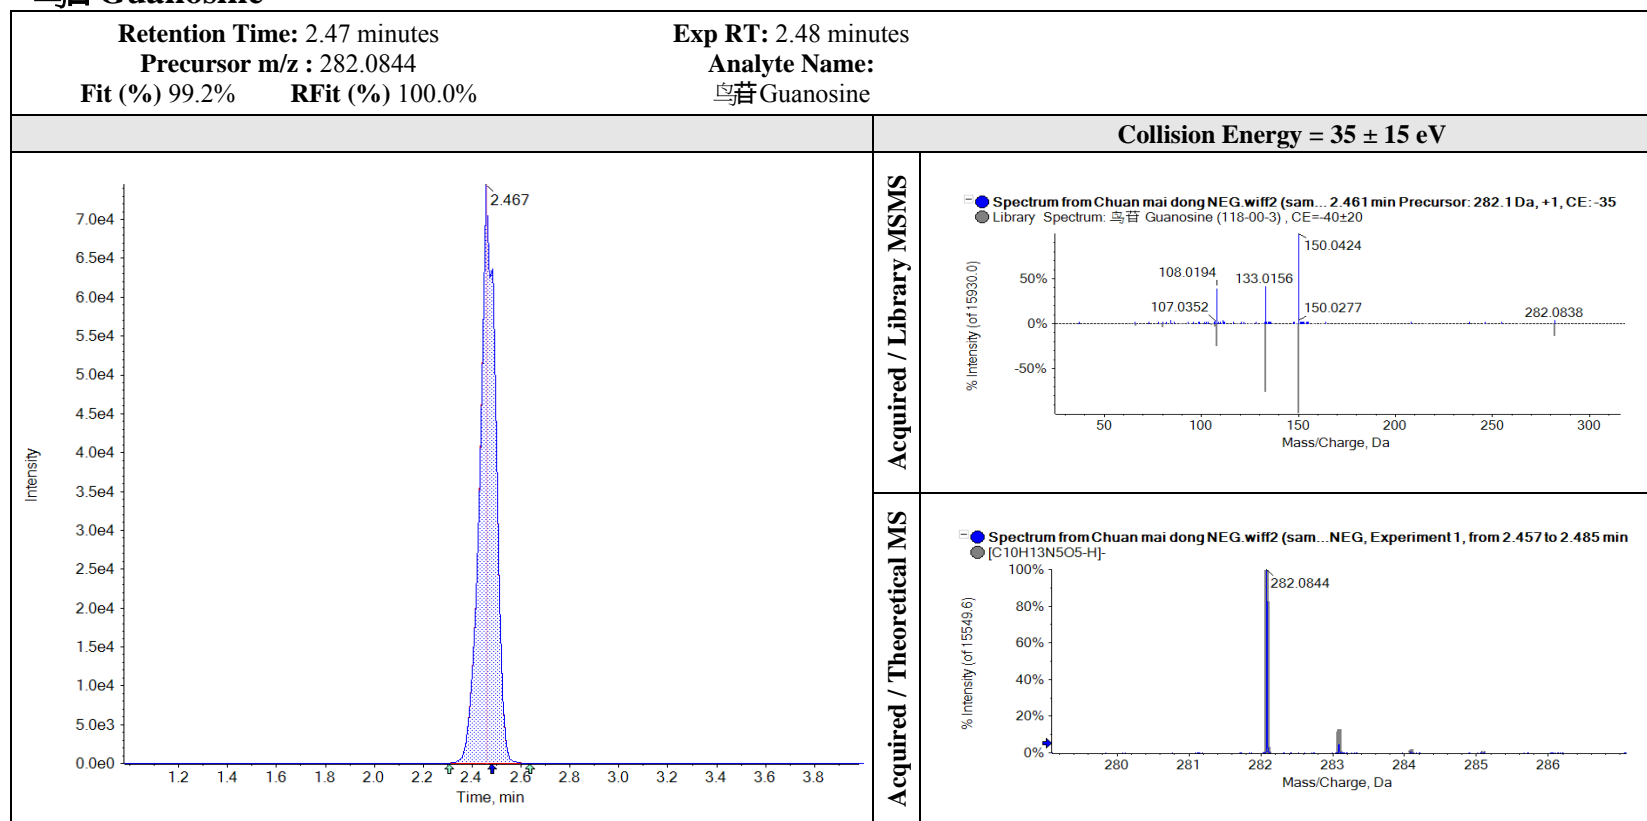 鸟苷 Guanosine
Retention Time: 2.47 minutes
Exp RT: 2.48 minutes
Precursor m/z : 282.0844
Analyte Name:
Fit (%) 99.2% RFit (%) 100.0%
鸟苷Guanosine
Collision Energy = 35 ± 15 eV
Intensity
7.0e4
6.5e4
6.0e4
5.5e4
5.0e4
4.5e4
4.0e4
3.5e4
3.0e4
2.5e4
2.0e4
1.5e4
1.0e4
5.0e3
0.0e0
2.467
1.2 1.4 1.6 1.8 2.0 2.2 2.4 2.6 2.8 3.0 3.2 3.4 3.6 3.8
Time, min
Acquired / Library MSMS
Spectrum from Chuan mai dong NEG.wiff2 (sam... 2.461 min Precursor: 282.1 Da, +1, CE: -35
Library Spectrum: 鸟苷 Guanosine (118-00-3) , CE=-40±20
% Intensity (of 15930.0)
50%
0%
-50%
150.0424
108.0194
133.0156
107.0352
150.0277
282.0838
50 100 150 200 250 300
Mass/Charge, Da
Acquired / Theoretical MS
Spectrum from Chuan mai dong NEG.wiff2 (sam...NEG, Experiment 1, from 2.457 to 2.485 min
[C10H13N5O5-H]-
% Intensity (of 15549.6)
100%
80%
60%
40%
20%
0%
282.0844
280 281 282 283 284 285 286
Mass/Charge, Da